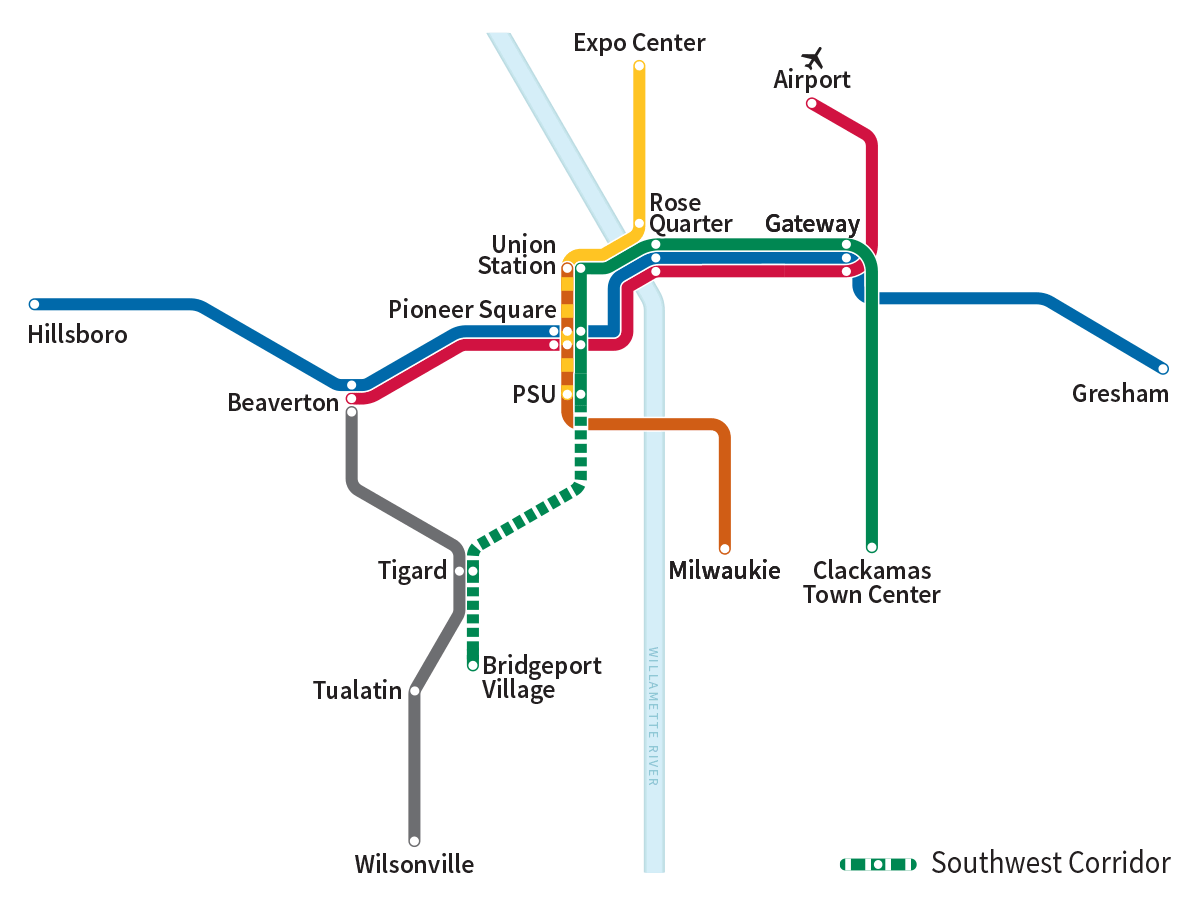 Expo Center
Airport
Rose
Quarter
Gateway
Union
Station
Pioneer Square
Hillsboro
Beaverton
PSU
Gresham
Tigard
Milwaukie
Clackamas
Town Center
Bridgeport
Village
Tualatin
WILLAMETTE RIVER
Wilsonville
Southwest Corridor